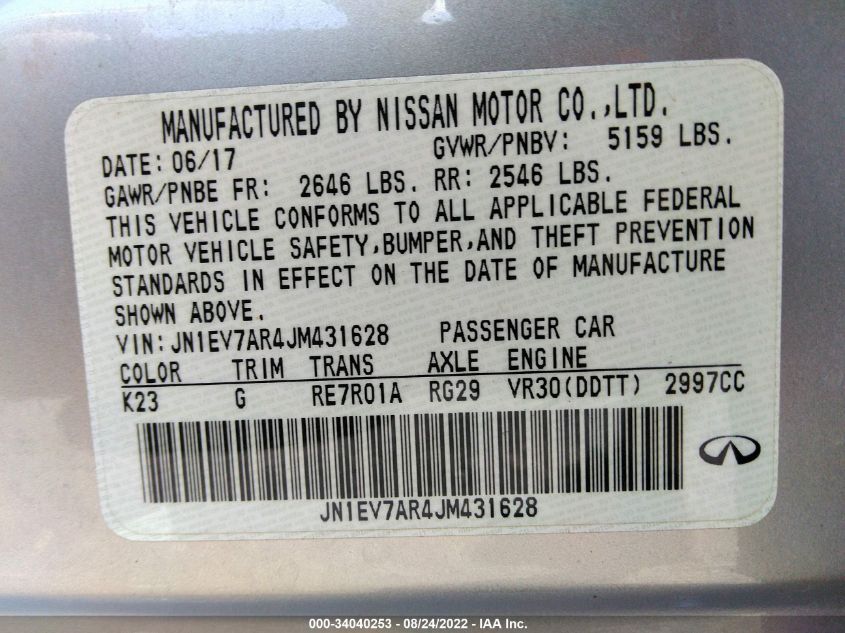 MANUFACTURED BY NISSAN MOTOR CO.,LTD.
DATE: 06/17 GVWR/PNBV: 5159 LBS.
GAWR/PNBE FR: 2646 LBS. RR: 2546 LBS.
THIS VEHICLE CONFORMS TO ALL APPLICABLE FEDERAL
MOTOR VEHICLE SAFETY,BUMPER,AND THEFT PREVENTION
STANDARDS IN EFFECT ON THE DATE OF MANUFACTURE
SHOWN ABOVE.
VIN: JN1EV7AR4JM431628 PASSENGER CAR
COLOR TRIM TRANS AXLE ENGINE
K23 G RE7R01A RG29 VR30(DDTT) 2997CC
JN1EV7AR4JM431628
000-34040253 - 08/24/2022 - IAA Inc.